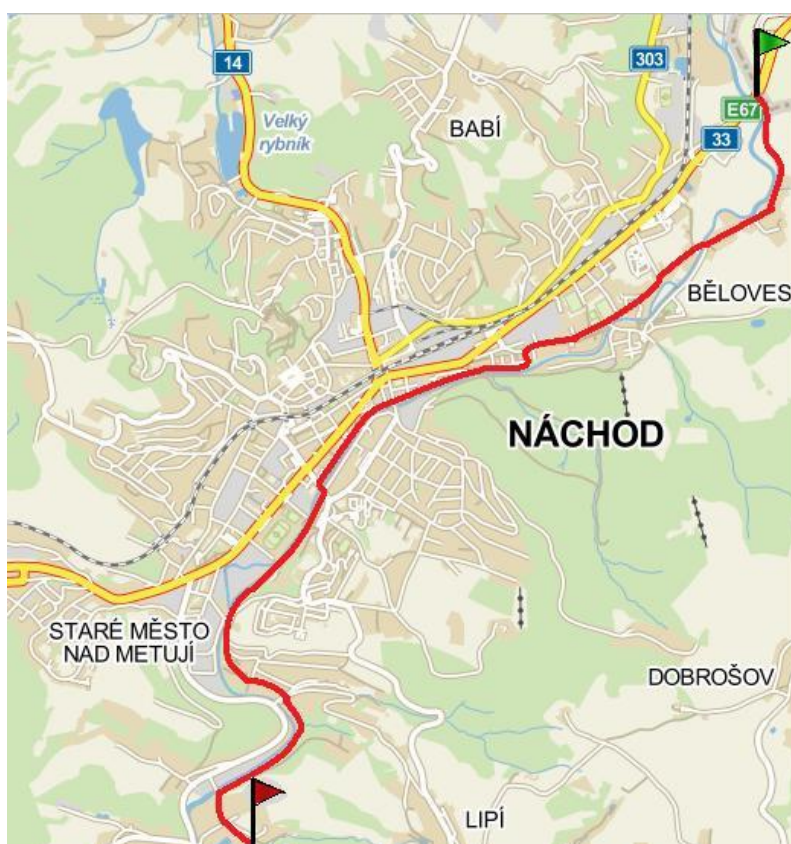 14
303
E67
Velký
rybník
BABÍ
33
BĚLOVES
NÁCHOD
STARÉ MĚSTO
NAD METUJÍ
DOBROŠOV
LIPÍ